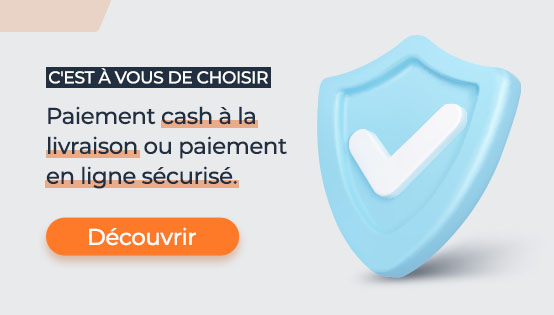 C'EST À VOUS DE CHOISIR
Paiement cash à la
livraison ou paiement
en ligne sécurisé.
Découvrir